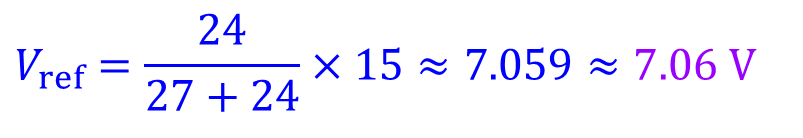 V_ref = 24/(27 + 24) × 15 ≈ 7.059 ≈ 7.06 V